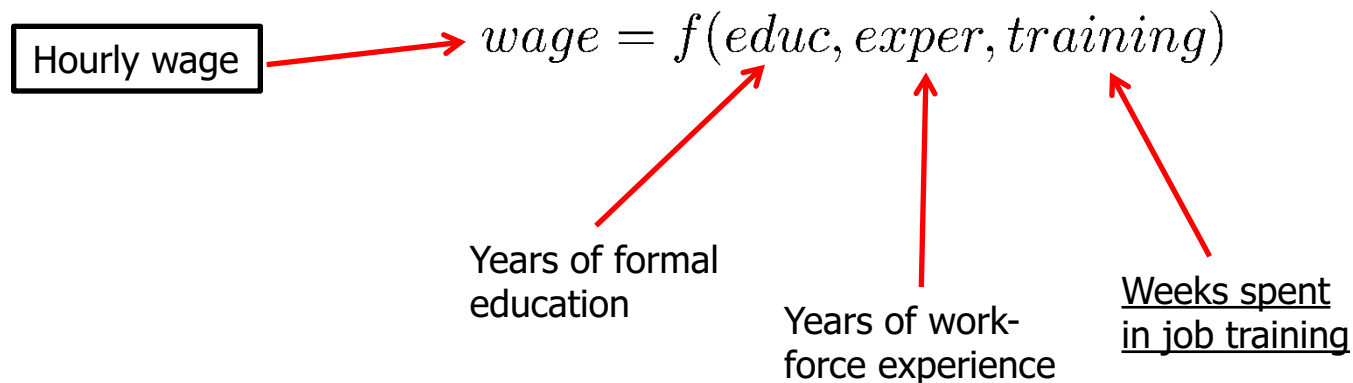 wage = f(educ, exper, training)
Hourly wage
Years of formal
education
Years of work-
force experience
Weeks spent
in job training